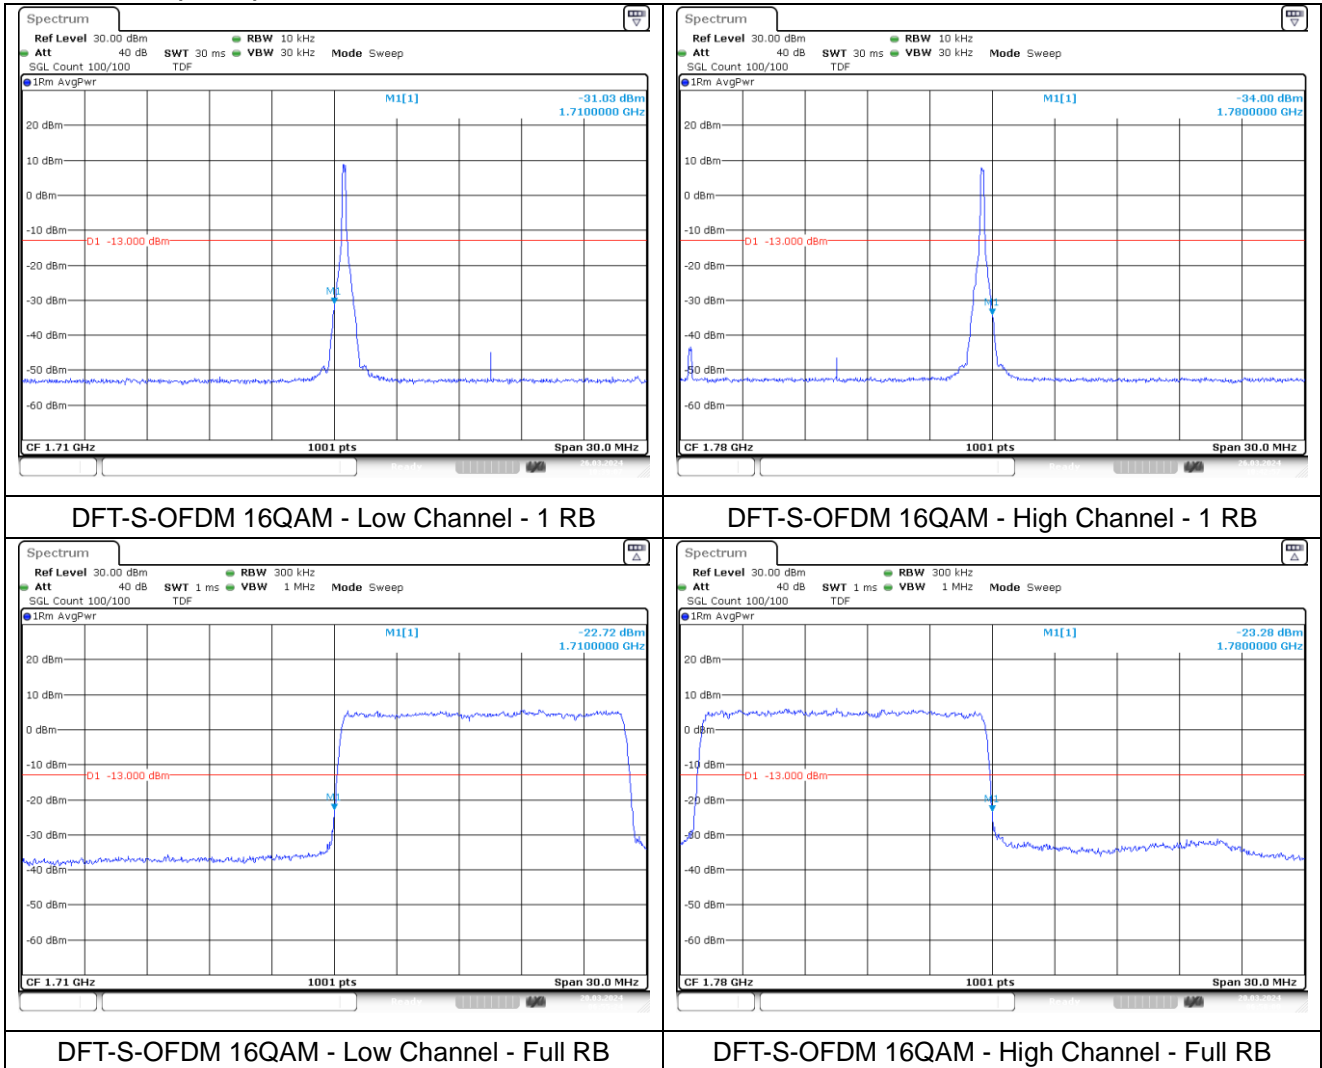 Spectrum
Ref Level 30.00 dBm RBW 10 kHz
Att 40 dB SWT 30 ms VBW 30 kHz Mode Sweep
SGL Count 100/100 TDF
1Rm AvgPwr
M1[1] -31.03 dBm
1.7100000 GHz
20 dBm
10 dBm
0 dBm
-10 dBm
D1 -13.000 dBm
-20 dBm
M1
-30 dBm
-40 dBm
-50 dBm
-60 dBm
CF 1.71 GHz 1001 pts Span 30.0 MHz
DFT-S-OFDM 16QAM - Low Channel - 1 RB
Spectrum
Ref Level 30.00 dBm RBW 10 kHz
Att 40 dB SWT 30 ms VBW 30 kHz Mode Sweep
SGL Count 100/100 TDF
1Rm AvgPwr
M1[1] -34.00 dBm
1.7800000 GHz
20 dBm
10 dBm
0 dBm
-10 dBm
D1 -13.000 dBm
-20 dBm
-30 dBm
M1
-40 dBm
-50 dBm
-60 dBm
CF 1.78 GHz 1001 pts Span 30.0 MHz
DFT-S-OFDM 16QAM - High Channel - 1 RB
Spectrum
Ref Level 30.00 dBm RBW 300 kHz
Att 40 dB SWT 1 ms VBW 1 MHz Mode Sweep
SGL Count 100/100 TDF
1Rm AvgPwr
M1[1] -22.72 dBm
1.7100000 GHz
20 dBm
10 dBm
0 dBm
-10 dBm
D1 -13.000 dBm
-20 dBm
M1
-30 dBm
-40 dBm
-50 dBm
-60 dBm
CF 1.71 GHz 1001 pts Span 30.0 MHz
DFT-S-OFDM 16QAM - Low Channel - Full RB
Spectrum
Ref Level 30.00 dBm RBW 300 kHz
Att 40 dB SWT 1 ms VBW 1 MHz Mode Sweep
SGL Count 100/100 TDF
1Rm AvgPwr
M1[1] -23.28 dBm
1.7800000 GHz
20 dBm
10 dBm
0 dBm
-10 dBm
D1 -13.000 dBm
-20 dBm
M1
-30 dBm
-40 dBm
-50 dBm
-60 dBm
CF 1.78 GHz 1001 pts Span 30.0 MHz
DFT-S-OFDM 16QAM - High Channel - Full RB